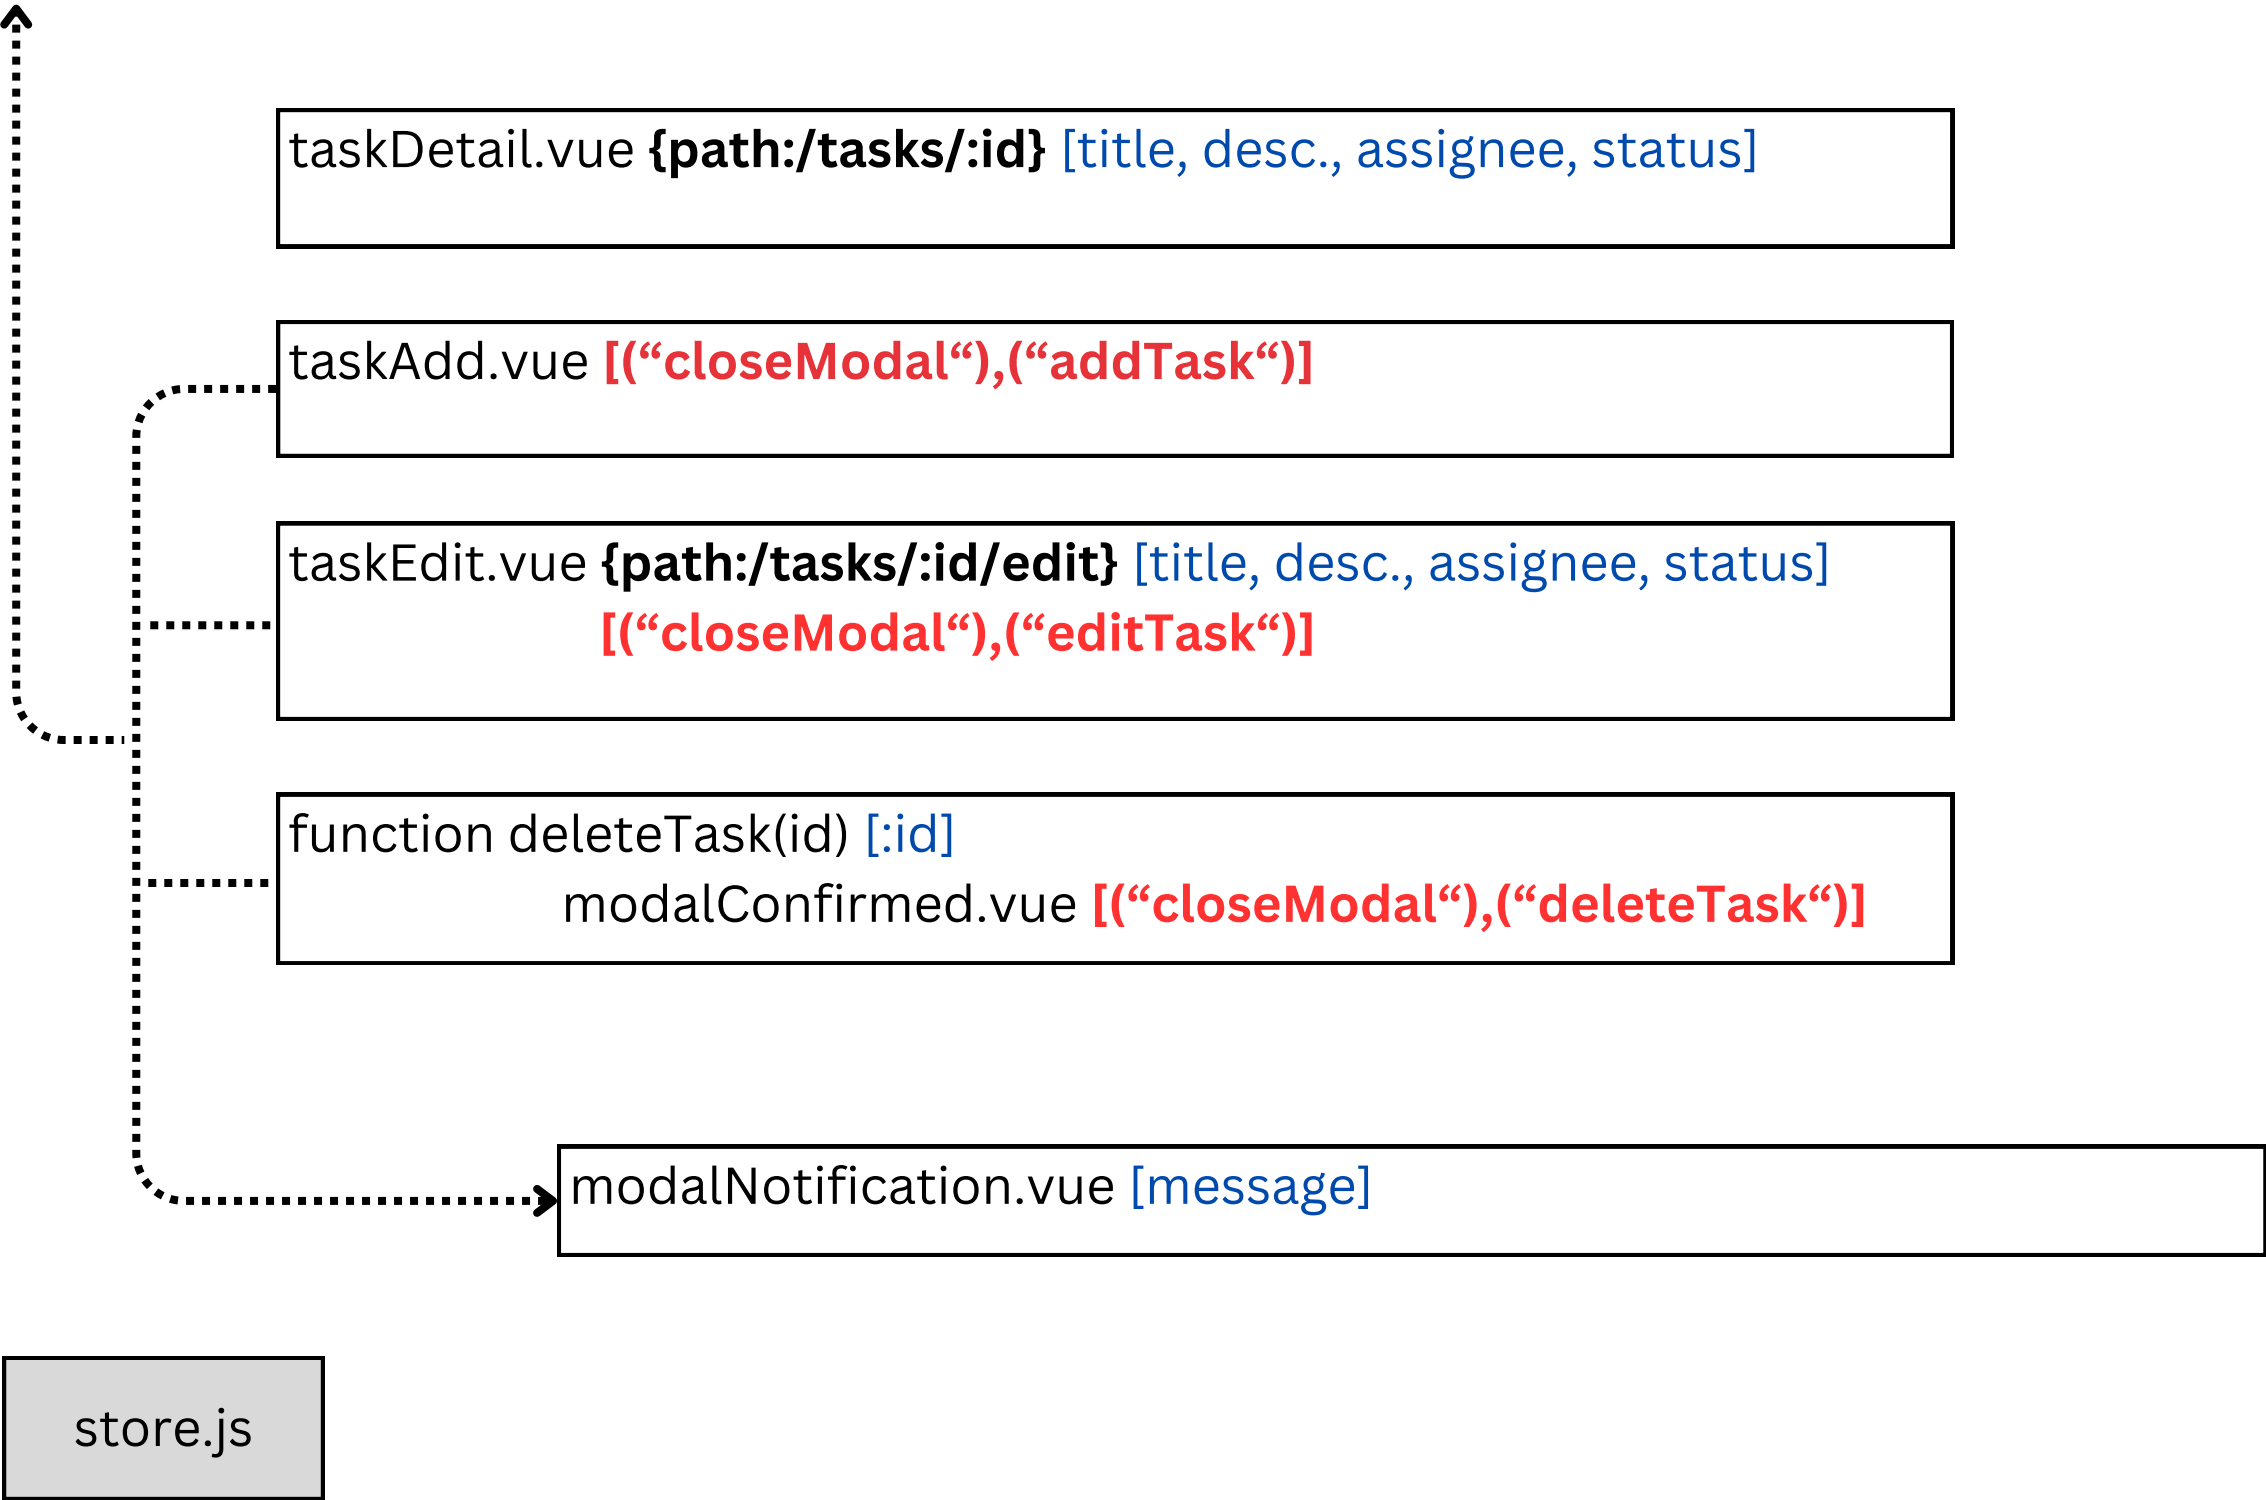 taskDetail.vue {path:/tasks/:id} [title, desc., assignee, status]
taskAdd.vue [(“closeModal“),(“addTask“)]
taskEdit.vue {path:/tasks/:id/edit} [title, desc., assignee, status]
[(“closeModal“),(“editTask“)]
function deleteTask(id) [:id]
modalConfirmed.vue [(“closeModal“),(“deleteTask“)]
modalNotification.vue [message]
store.js